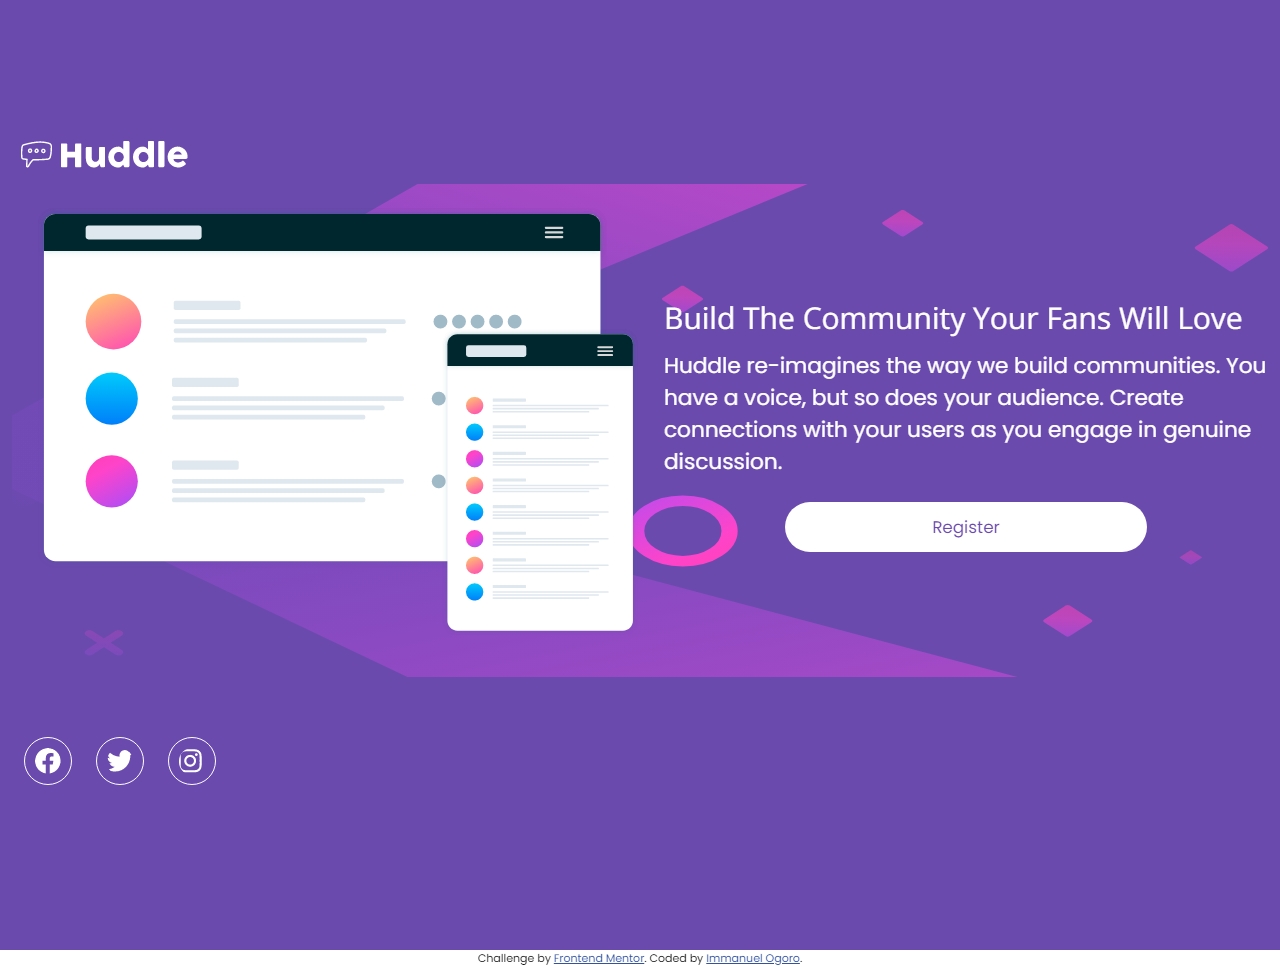 Huddle
Build The Community Your Fans Will Love
Huddle re-imagines the way we build communities. You
have a voice, but so does your audience. Create
connections with your users as you engage in genuine
discussion.
Register
Challenge by Frontend Mentor. Coded by Immanuel Ogoro.